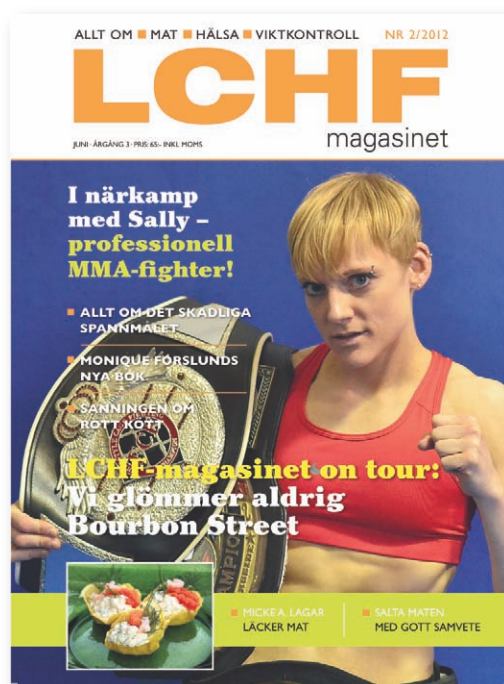 ALLT OM ■ MAT ■ HÄLSA ■ VIKTKONTROLL NR 2/2012
LCHF
magasinet
JUNI · ÅRGÅNG 3 · PRIS: 65:- INKL MOMS
I närkamp
med Sally –
professionell
MMA-fighter!
■ ALLT OM DET SKADLIGA
SPANNMÅLET
■ MONIQUE FORSLUNDS
NYA BOK
■ SANNINGEN OM
RÖTT KÖTT
LCHF-magasinet on tour:
Vi glömmer aldrig
Bourbon Street
■ MICKE A. LAGAR
LÄCKER MAT
■ SALTA MATEN
MED GOTT SAMVETE